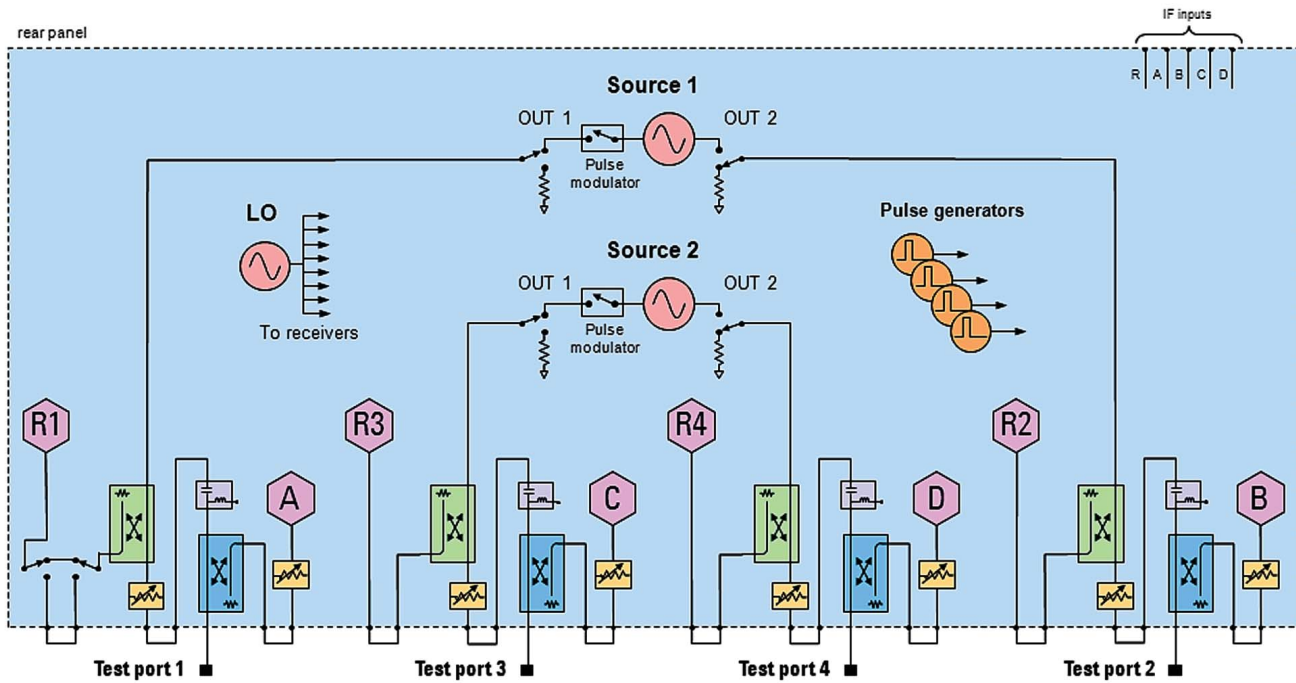 IF inputs
rear panel
R A B C D
Source 1
OUT 1
OUT 2
Pulse
modulator
LO
To receivers
Pulse generators
Source 2
OUT 1
OUT 2
Pulse
modulator
R1
R3
R4
R2
A
C
D
B
Test port 1
Test port 3
Test port 4
Test port 2